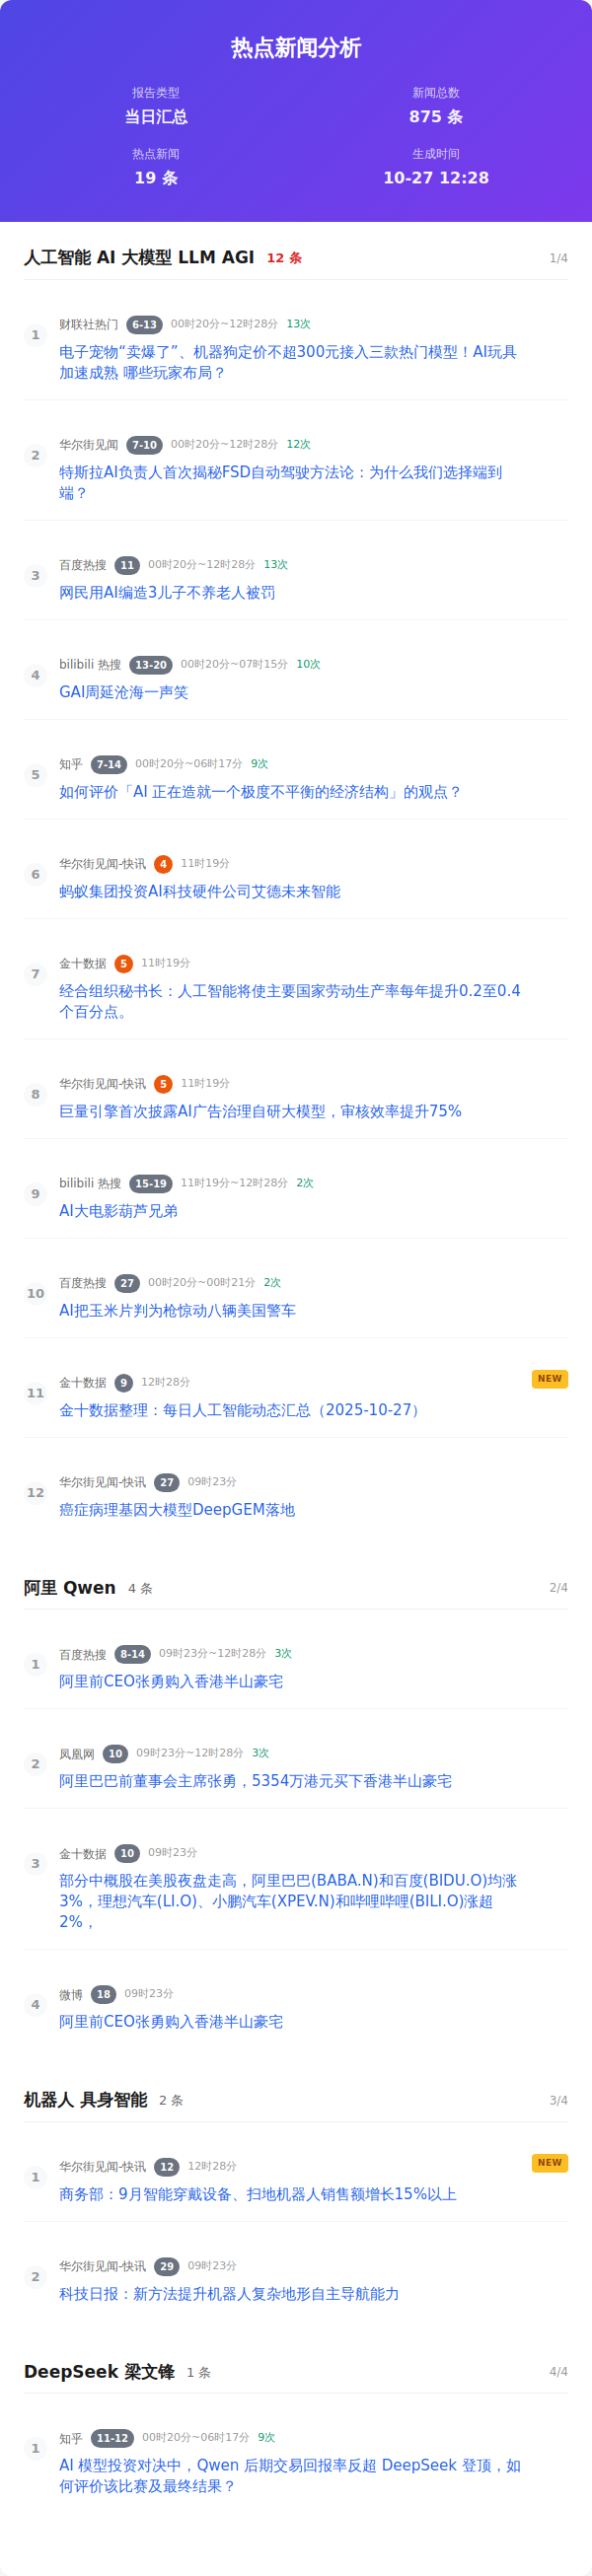 热点新闻分析
报告类型
当日汇总
新闻总数
875 条
热点新闻
19 条
生成时间
10-27 12:28
人工智能 AI 大模型 LLM AGI 12 条 1/4
1 财联社热门 6-13 00时20分~12时28分 13次
电子宠物“卖爆了”、机器狗定价不超300元接入三款热门模型！AI玩具
加速成熟 哪些玩家布局？
2 华尔街见闻 7-10 00时20分~12时28分 12次
特斯拉AI负责人首次揭秘FSD自动驾驶方法论：为什么我们选择端到
端？
3 百度热搜 11 00时20分~12时28分 13次
网民用AI编造3儿子不养老人被罚
4 bilibili 热搜 13-20 00时20分~07时15分 10次
GAI周延沧海一声笑
5 知乎 7-14 00时20分~06时17分 9次
如何评价「AI 正在造就一个极度不平衡的经济结构」的观点？
6 华尔街见闻-快讯 4 11时19分
蚂蚁集团投资AI科技硬件公司艾德未来智能
7 金十数据 5 11时19分
经合组织秘书长：人工智能将使主要国家劳动生产率每年提升0.2至0.4
个百分点。
8 华尔街见闻-快讯 5 11时19分
巨量引擎首次披露AI广告治理自研大模型，审核效率提升75%
9 bilibili 热搜 15-19 11时19分~12时28分 2次
AI大电影葫芦兄弟
10 百度热搜 27 00时20分~00时21分 2次
AI把玉米片判为枪惊动八辆美国警车
11 金十数据 9 12时28分 NEW
金十数据整理：每日人工智能动态汇总（2025-10-27）
12 华尔街见闻-快讯 27 09时23分
癌症病理基因大模型DeepGEM落地
阿里 Qwen 4 条 2/4
1 百度热搜 8-14 09时23分~12时28分 3次
阿里前CEO张勇购入香港半山豪宅
2 凤凰网 10 09时23分~12时28分 3次
阿里巴巴前董事会主席张勇，5354万港元买下香港半山豪宅
3 金十数据 10 09时23分
部分中概股在美股夜盘走高，阿里巴巴(BABA.N)和百度(BIDU.O)均涨
3%，理想汽车(LI.O)、小鹏汽车(XPEV.N)和哔哩哔哩(BILI.O)涨超
2%，
4 微博 18 09时23分
阿里前CEO张勇购入香港半山豪宅
机器人 具身智能 2 条 3/4
1 华尔街见闻-快讯 12 12时28分 NEW
商务部：9月智能穿戴设备、扫地机器人销售额增长15%以上
2 华尔街见闻-快讯 29 09时23分
科技日报：新方法提升机器人复杂地形自主导航能力
DeepSeek 梁文锋 1 条 4/4
1 知乎 11-12 00时20分~06时17分 9次
AI 模型投资对决中，Qwen 后期交易回报率反超 DeepSeek 登顶，如
何评价该比赛及最终结果？